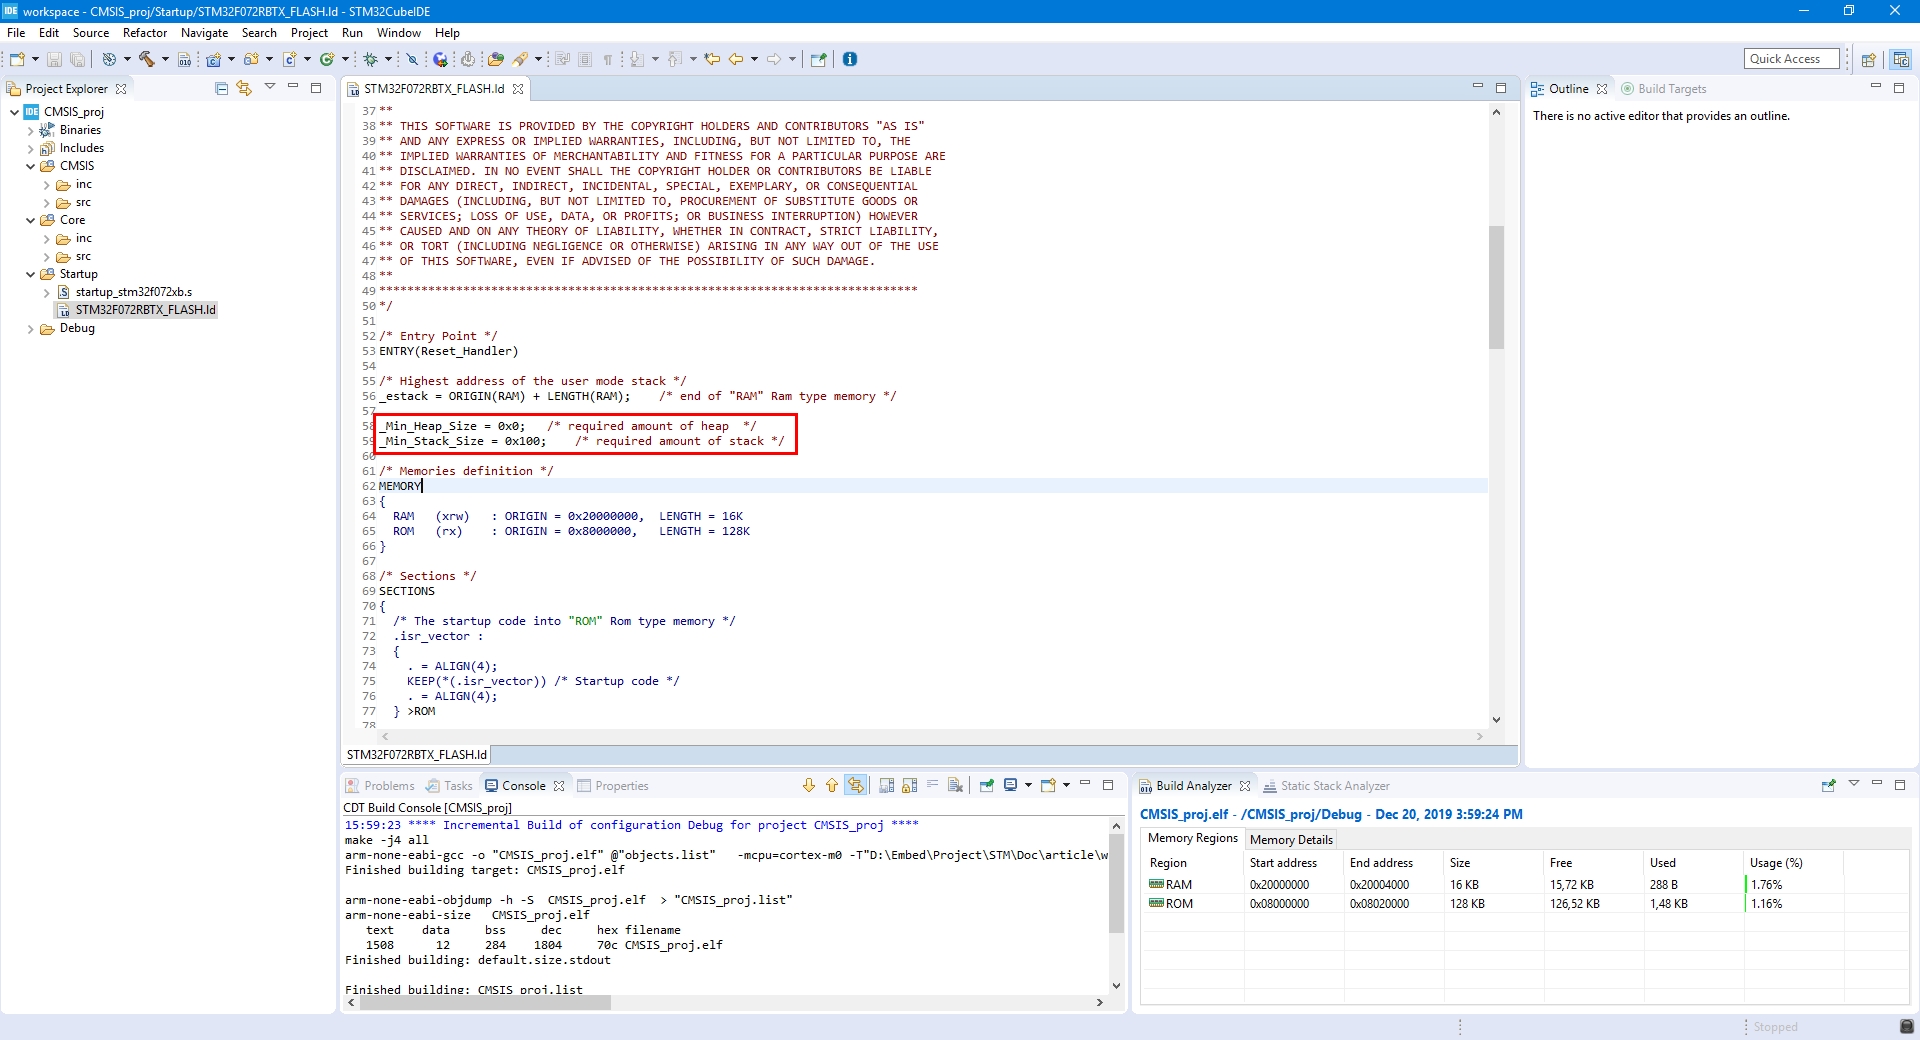 IDE workspace - CMSIS_proj/Startup/STM32F072RBTX_FLASH.ld - STM32CubeIDE
File Edit Source Refactor Navigate Search Project Run Window Help
Quick Access
Project Explorer
IDE CMSIS_proj
Binaries
Includes
CMSIS
inc
src
Core
inc
src
Startup
startup_stm32f072xb.s
STM32F072RBTX_FLASH.ld
Debug
STM32F072RBTX_FLASH.ld
37 **
38 ** THIS SOFTWARE IS PROVIDED BY THE COPYRIGHT HOLDERS AND CONTRIBUTORS "AS IS"
39 ** AND ANY EXPRESS OR IMPLIED WARRANTIES, INCLUDING, BUT NOT LIMITED TO, THE
40 ** IMPLIED WARRANTIES OF MERCHANTABILITY AND FITNESS FOR A PARTICULAR PURPOSE ARE
41 ** DISCLAIMED. IN NO EVENT SHALL THE COPYRIGHT HOLDER OR CONTRIBUTORS BE LIABLE
42 ** FOR ANY DIRECT, INDIRECT, INCIDENTAL, SPECIAL, EXEMPLARY, OR CONSEQUENTIAL
43 ** DAMAGES (INCLUDING, BUT NOT LIMITED TO, PROCUREMENT OF SUBSTITUTE GOODS OR
44 ** SERVICES; LOSS OF USE, DATA, OR PROFITS; OR BUSINESS INTERRUPTION) HOWEVER
45 ** CAUSED AND ON ANY THEORY OF LIABILITY, WHETHER IN CONTRACT, STRICT LIABILITY,
46 ** OR TORT (INCLUDING NEGLIGENCE OR OTHERWISE) ARISING IN ANY WAY OUT OF THE USE
47 ** OF THIS SOFTWARE, EVEN IF ADVISED OF THE POSSIBILITY OF SUCH DAMAGE.
48 **
49 *****************************************************************************
50 */
51
52 /* Entry Point */
53 ENTRY(Reset_Handler)
54
55 /* Highest address of the user mode stack */
56 _estack = ORIGIN(RAM) + LENGTH(RAM);    /* end of "RAM" Ram type memory */
57
58 _Min_Heap_Size = 0x0;   /* required amount of heap  */
59 _Min_Stack_Size = 0x100;    /* required amount of stack */
60
61 /* Memories definition */
62 MEMORY
63 {
64   RAM   (xrw)   : ORIGIN = 0x20000000,  LENGTH = 16K
65   ROM   (rx)    : ORIGIN = 0x8000000,   LENGTH = 128K
66 }
67
68 /* Sections */
69 SECTIONS
70 {
71   /* The startup code into "ROM" Rom type memory */
72   .isr_vector :
73   {
74     . = ALIGN(4);
75     KEEP(*(.isr_vector)) /* Startup code */
76     . = ALIGN(4);
77   } >ROM
78
STM32F072RBTX_FLASH.ld
Outline Build Targets
There is no active editor that provides an outline.
Problems Tasks Console Properties
CDT Build Console [CMSIS_proj]
15:59:23 **** Incremental Build of configuration Debug for project CMSIS_proj ****
make -j4 all
arm-none-eabi-gcc -o "CMSIS_proj.elf" @"objects.list"   -mcpu=cortex-m0 -T"D:\Embed\Project\STM\Doc\article\w
Finished building target: CMSIS_proj.elf
arm-none-eabi-objdump -h -S  CMSIS_proj.elf  > "CMSIS_proj.list"
arm-none-eabi-size   CMSIS_proj.elf
text data bss dec hex filename
1508 12 284 1804 70c CMSIS_proj.elf
Finished building: default.size.stdout
Finished building: CMSIS_proj.list
Build Analyzer Static Stack Analyzer
CMSIS_proj.elf - /CMSIS_proj/Debug - Dec 20, 2019 3:59:24 PM
Memory Regions Memory Details
Region Start address End address Size Free Used Usage (%)
RAM 0x20000000 0x20004000 16 KB 15,72 KB 288 B 1.76%
ROM 0x08000000 0x08020000 128 KB 126,52 KB 1,48 KB 1.16%
Stopped